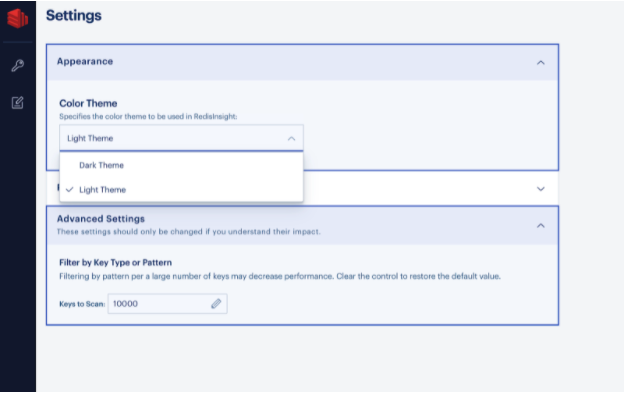 Settings
Appearance
Color Theme
Specifies the color theme to be used in RedisInsight:
Light Theme
Dark Theme
Light Theme
Advanced Settings
These settings should only be changed if you understand their impact.
Filter by Key Type or Pattern
Filtering by pattern per a large number of keys may decrease performance. Clear the control to restore the default value.
Keys to Scan: 10000